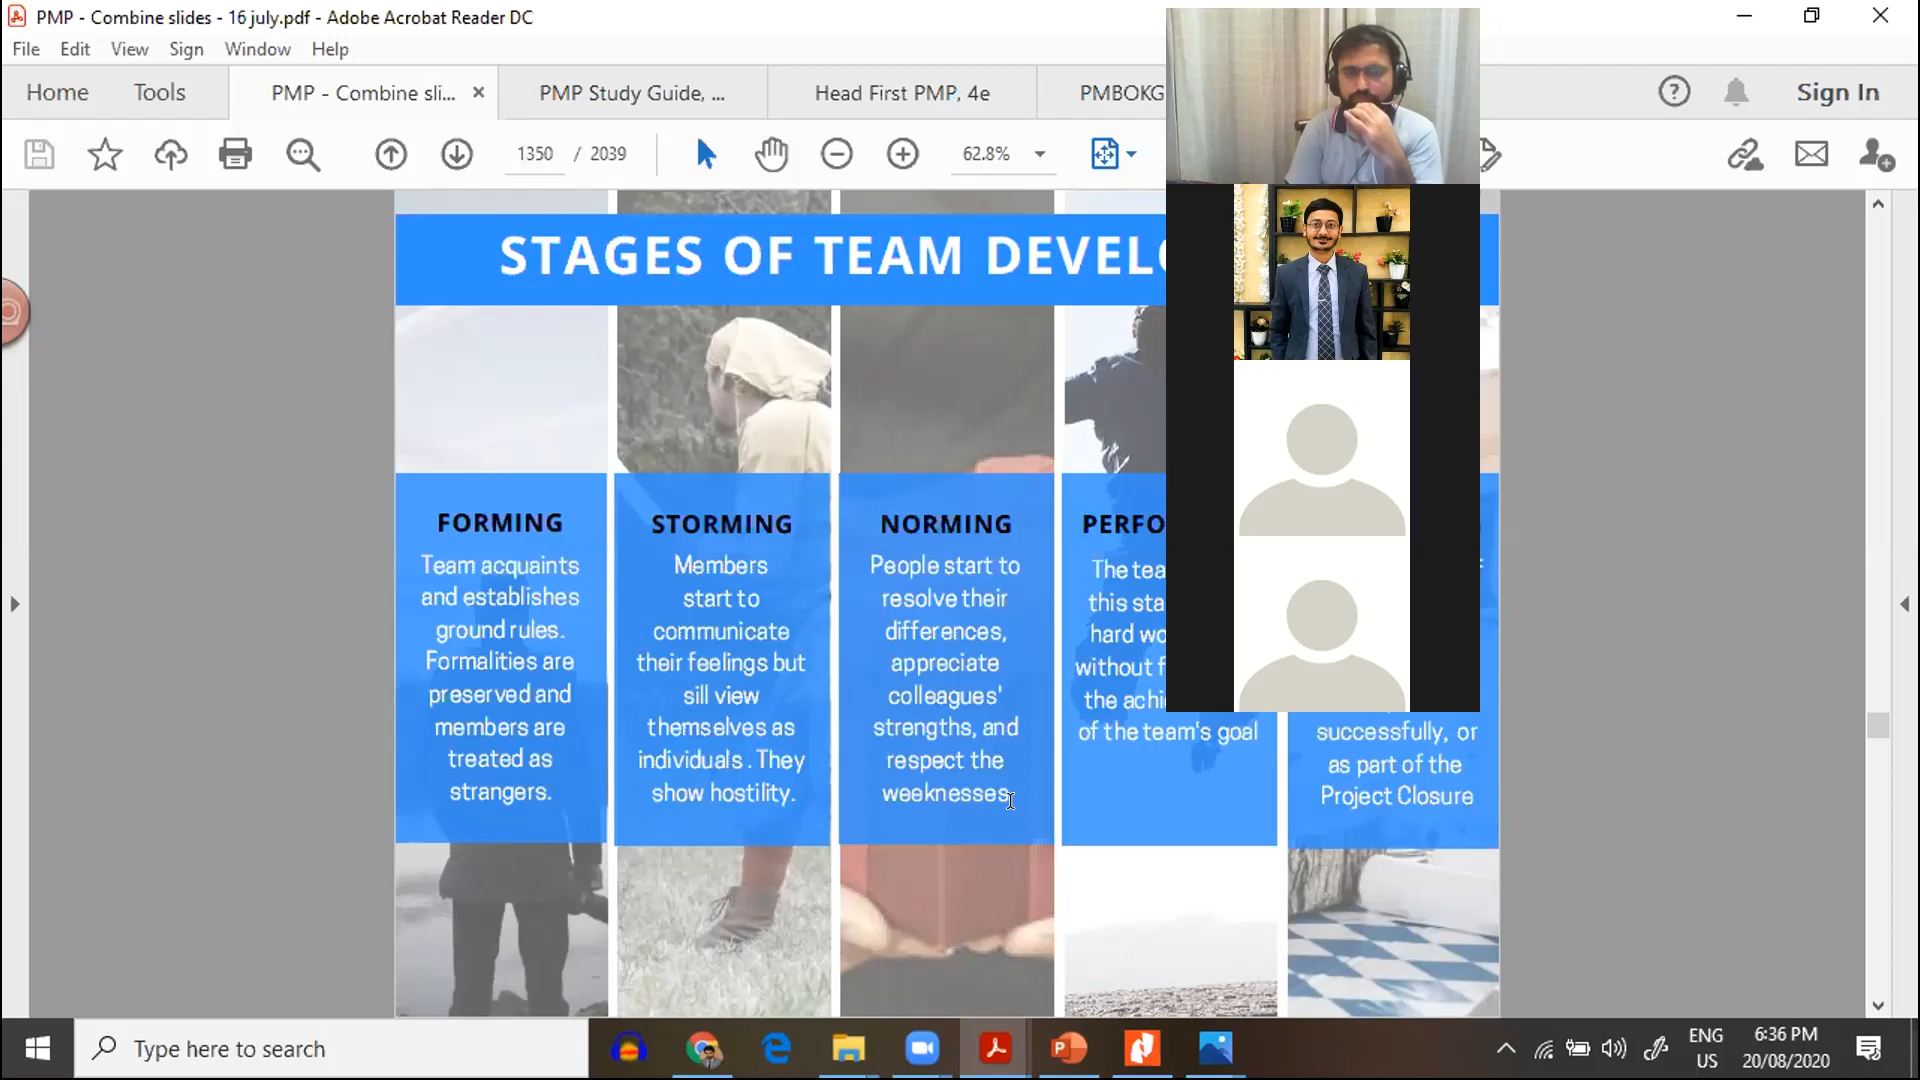 PMP - Combine slides - 16 july.pdf - Adobe Acrobat Reader DC
File Edit View Sign Window Help
Home Tools PMP - Combine sli... PMP Study Guide, ... Head First PMP, 4e PMBOKG Sign In
1350 / 2039 62.8%
STAGES OF TEAM DEVELO
FORMING
Team acquaints
and establishes
ground rules.
Formalities are
preserved and
members are
treated as
strangers.
STORMING
Members
start to
communicate
their feelings but
sill view
themselves as
individuals . They
show hostility.
NORMING
People start to
resolve their
differences,
appreciate
colleagues'
strengths, and
respect the
weaknesses
PERFO
The tea
this sta
hard wo
without f
the achi
of the team's goal
successfully, or
as part of the
Project Closure
Type here to search
ENG
US
6:36 PM
20/08/2020